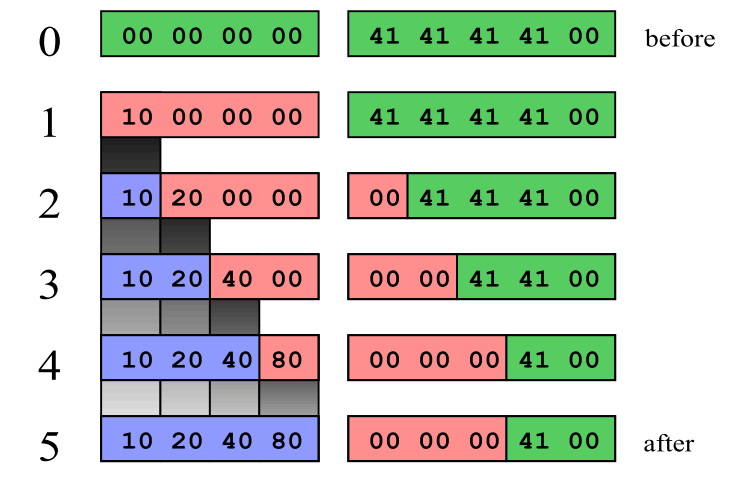 0 00 00 00 00 41 41 41 41 00 before
1 10 00 00 00 41 41 41 41 00
2 10 20 00 00 00 41 41 41 00
3 10 20 40 00 00 00 41 41 00
4 10 20 40 80 00 00 00 41 00
5 10 20 40 80 00 00 00 41 00 after